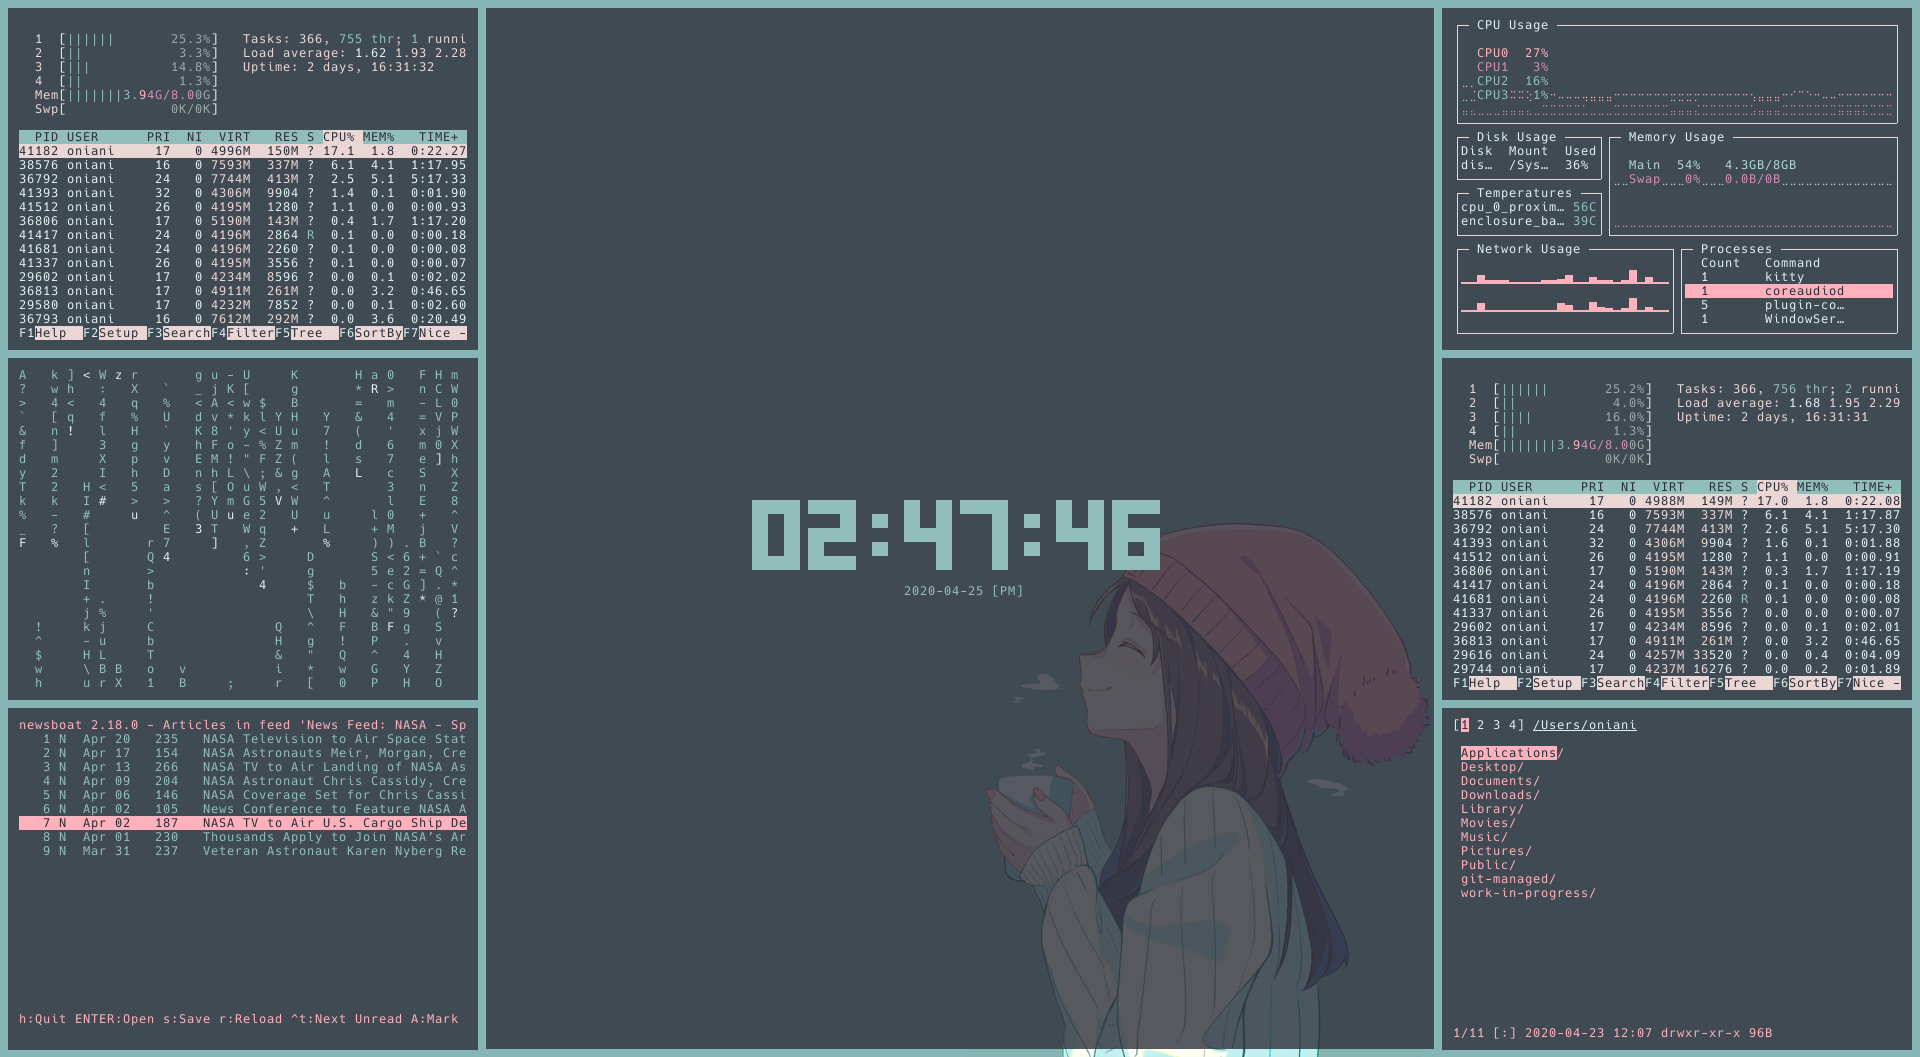 1  [||||||       25.3%]   Tasks: 366, 755 thr; 1 runni
2  [||            3.3%]   Load average: 1.62 1.93 2.28
3  [|||          14.8%]   Uptime: 2 days, 16:31:32
4  [||            1.3%]
Mem[|||||||3.94G/8.00G]
Swp[             0K/0K]
PID USER PRI NI VIRT RES S CPU% MEM% TIME+
41182 oniani 17 0 4996M 150M ? 17.1 1.8 0:22.27
38576 oniani 16 0 7593M 337M ? 6.1 4.1 1:17.95
36792 oniani 24 0 7744M 413M ? 2.5 5.1 5:17.33
41393 oniani 32 0 4306M 9904 ? 1.4 0.1 0:01.90
41512 oniani 26 0 4195M 1280 ? 1.1 0.0 0:00.93
36806 oniani 17 0 5190M 143M ? 0.4 1.7 1:17.20
41417 oniani 24 0 4196M 2864 R 0.1 0.0 0:00.18
41681 oniani 24 0 4196M 2260 ? 0.1 0.0 0:00.08
41337 oniani 26 0 4195M 3556 ? 0.1 0.0 0:00.07
29602 oniani 17 0 4234M 8596 ? 0.0 0.1 0:02.02
36813 oniani 17 0 4911M 261M ? 0.0 3.2 0:46.65
29580 oniani 17 0 4232M 7852 ? 0.0 0.1 0:02.60
36793 oniani 16 0 7612M 292M ? 0.0 3.6 0:20.49
F1Help F2Setup F3SearchF4FilterF5Tree F6SortByF7Nice -
newsboat 2.18.0 - Articles in feed 'News Feed: NASA - Sp
1 N Apr 20 235 NASA Television to Air Space Stat
2 N Apr 17 154 NASA Astronauts Meir, Morgan, Cre
3 N Apr 13 266 NASA TV to Air Landing of NASA As
4 N Apr 09 204 NASA Astronaut Chris Cassidy, Cre
5 N Apr 06 146 NASA Coverage Set for Chris Cassi
6 N Apr 02 105 News Conference to Feature NASA A
7 N Apr 02 187 NASA TV to Air U.S. Cargo Ship De
8 N Apr 01 230 Thousands Apply to Join NASA's Ar
9 N Mar 31 237 Veteran Astronaut Karen Nyberg Re
h:Quit ENTER:Open s:Save r:Reload ^t:Next Unread A:Mark
02:47:46
2020-04-25 [PM]
CPU Usage
CPU0 27%
CPU1 3%
CPU2 16%
CPU3 1%
Disk Usage
Disk Mount Used
dis… /Sys… 36%
Memory Usage
Main 54% 4.3GB/8GB
Swap 0% 0.0B/0B
Temperatures
cpu_0_proxim… 56C
enclosure_ba… 39C
Network Usage
Processes
Count Command
1 kitty
1 coreaudiod
5 plugin-co…
1 WindowSer…
1  [||||||       25.2%]   Tasks: 366, 756 thr; 2 runni
2  [||            4.0%]   Load average: 1.68 1.95 2.29
3  [||||         16.0%]   Uptime: 2 days, 16:31:31
4  [||            1.3%]
Mem[|||||||3.94G/8.00G]
Swp[             0K/0K]
PID USER PRI NI VIRT RES S CPU% MEM% TIME+
41182 oniani 17 0 4988M 149M ? 17.0 1.8 0:22.08
38576 oniani 16 0 7593M 337M ? 6.1 4.1 1:17.87
36792 oniani 24 0 7744M 413M ? 2.6 5.1 5:17.30
41393 oniani 32 0 4306M 9904 ? 1.6 0.1 0:01.88
41512 oniani 26 0 4195M 1280 ? 1.1 0.0 0:00.91
36806 oniani 17 0 5190M 143M ? 0.3 1.7 1:17.19
41417 oniani 24 0 4196M 2864 ? 0.1 0.0 0:00.18
41681 oniani 24 0 4196M 2260 R 0.1 0.0 0:00.08
41337 oniani 26 0 4195M 3556 ? 0.0 0.0 0:00.07
29602 oniani 17 0 4234M 8596 ? 0.0 0.1 0:02.01
36813 oniani 17 0 4911M 261M ? 0.0 3.2 0:46.65
29616 oniani 24 0 4257M 33520 ? 0.0 0.4 0:04.09
29744 oniani 17 0 4237M 16276 ? 0.0 0.2 0:01.89
F1Help F2Setup F3SearchF4FilterF5Tree F6SortByF7Nice -
[1 2 3 4] /Users/oniani
Applications/
Desktop/
Documents/
Downloads/
Library/
Movies/
Music/
Pictures/
Public/
git-managed/
work-in-progress/
1/11 [:] 2020-04-23 12:07 drwxr-xr-x 96B